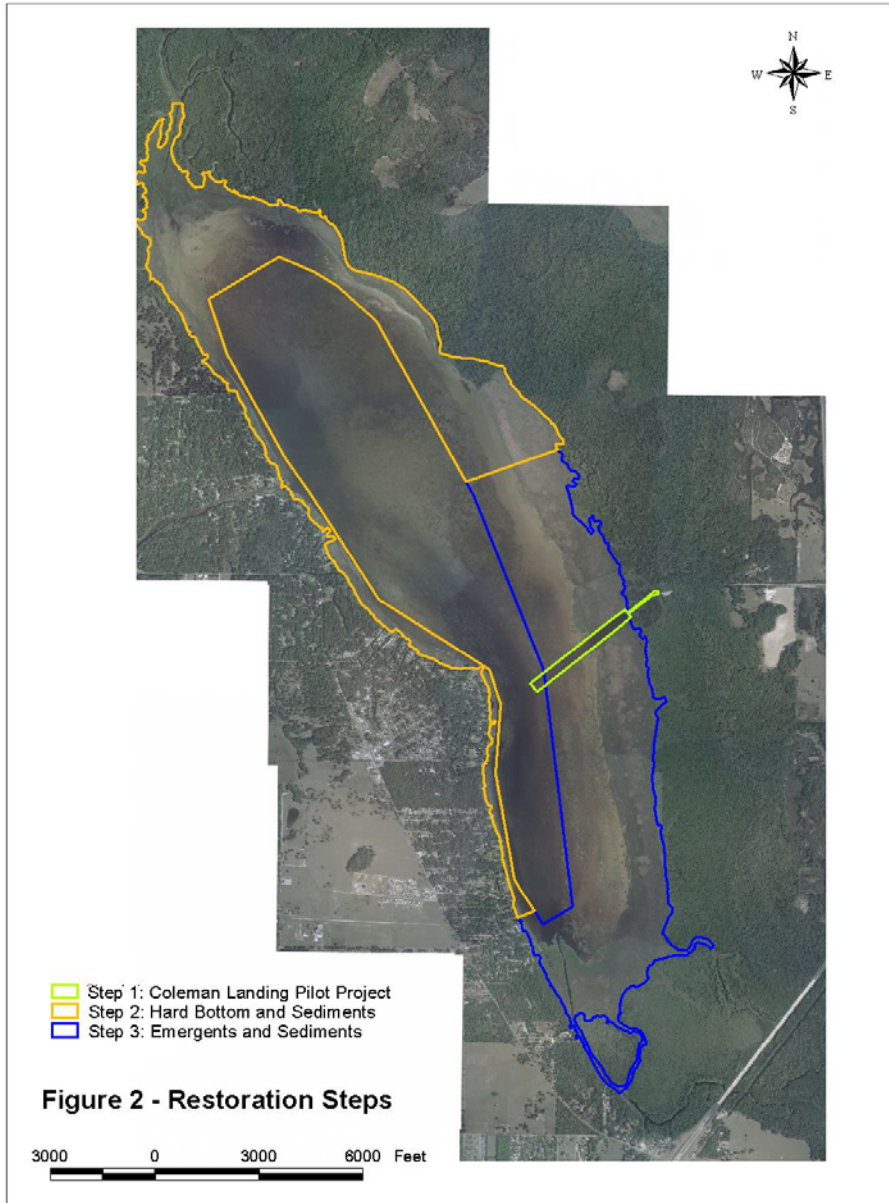 N
W E
S
Step 1: Coleman Landing Pilot Project
Step 2: Hard Bottom and Sediments
Step 3: Emergents and Sediments
Figure 2 - Restoration Steps
3000 0 3000 6000 Feet